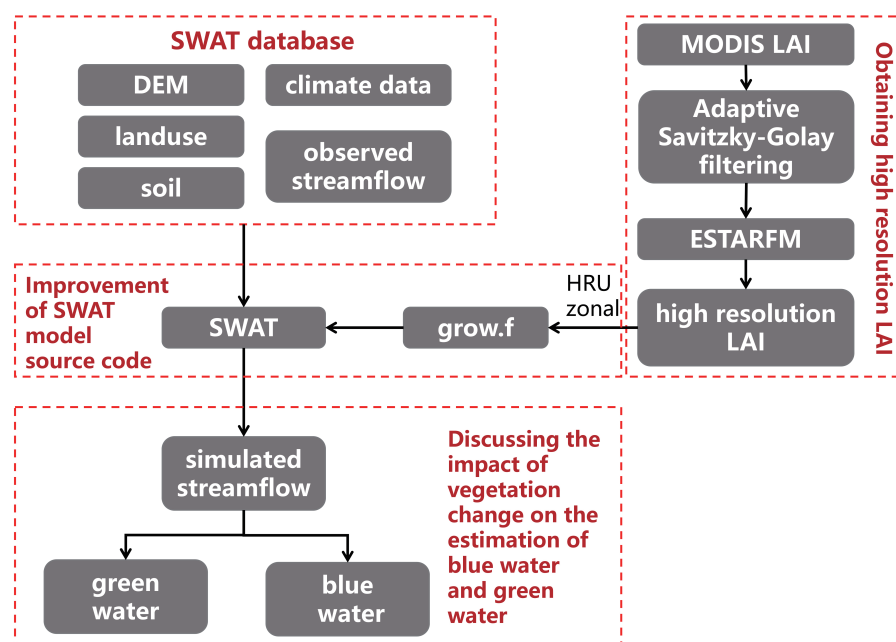 SWAT database
DEM
climate data
landuse
observed
streamflow
soil
MODIS LAI
Adaptive
Savitzky-Golay
filtering
ESTARFM
high resolution
LAI
Obtaining high resolution LAI
Improvement
of SWAT
model
source code
SWAT
grow.f
HRU
zonal
simulated
streamflow
green
water
blue
water
Discussing the
impact of
vegetation
change on the
estimation of
blue water
and green
water